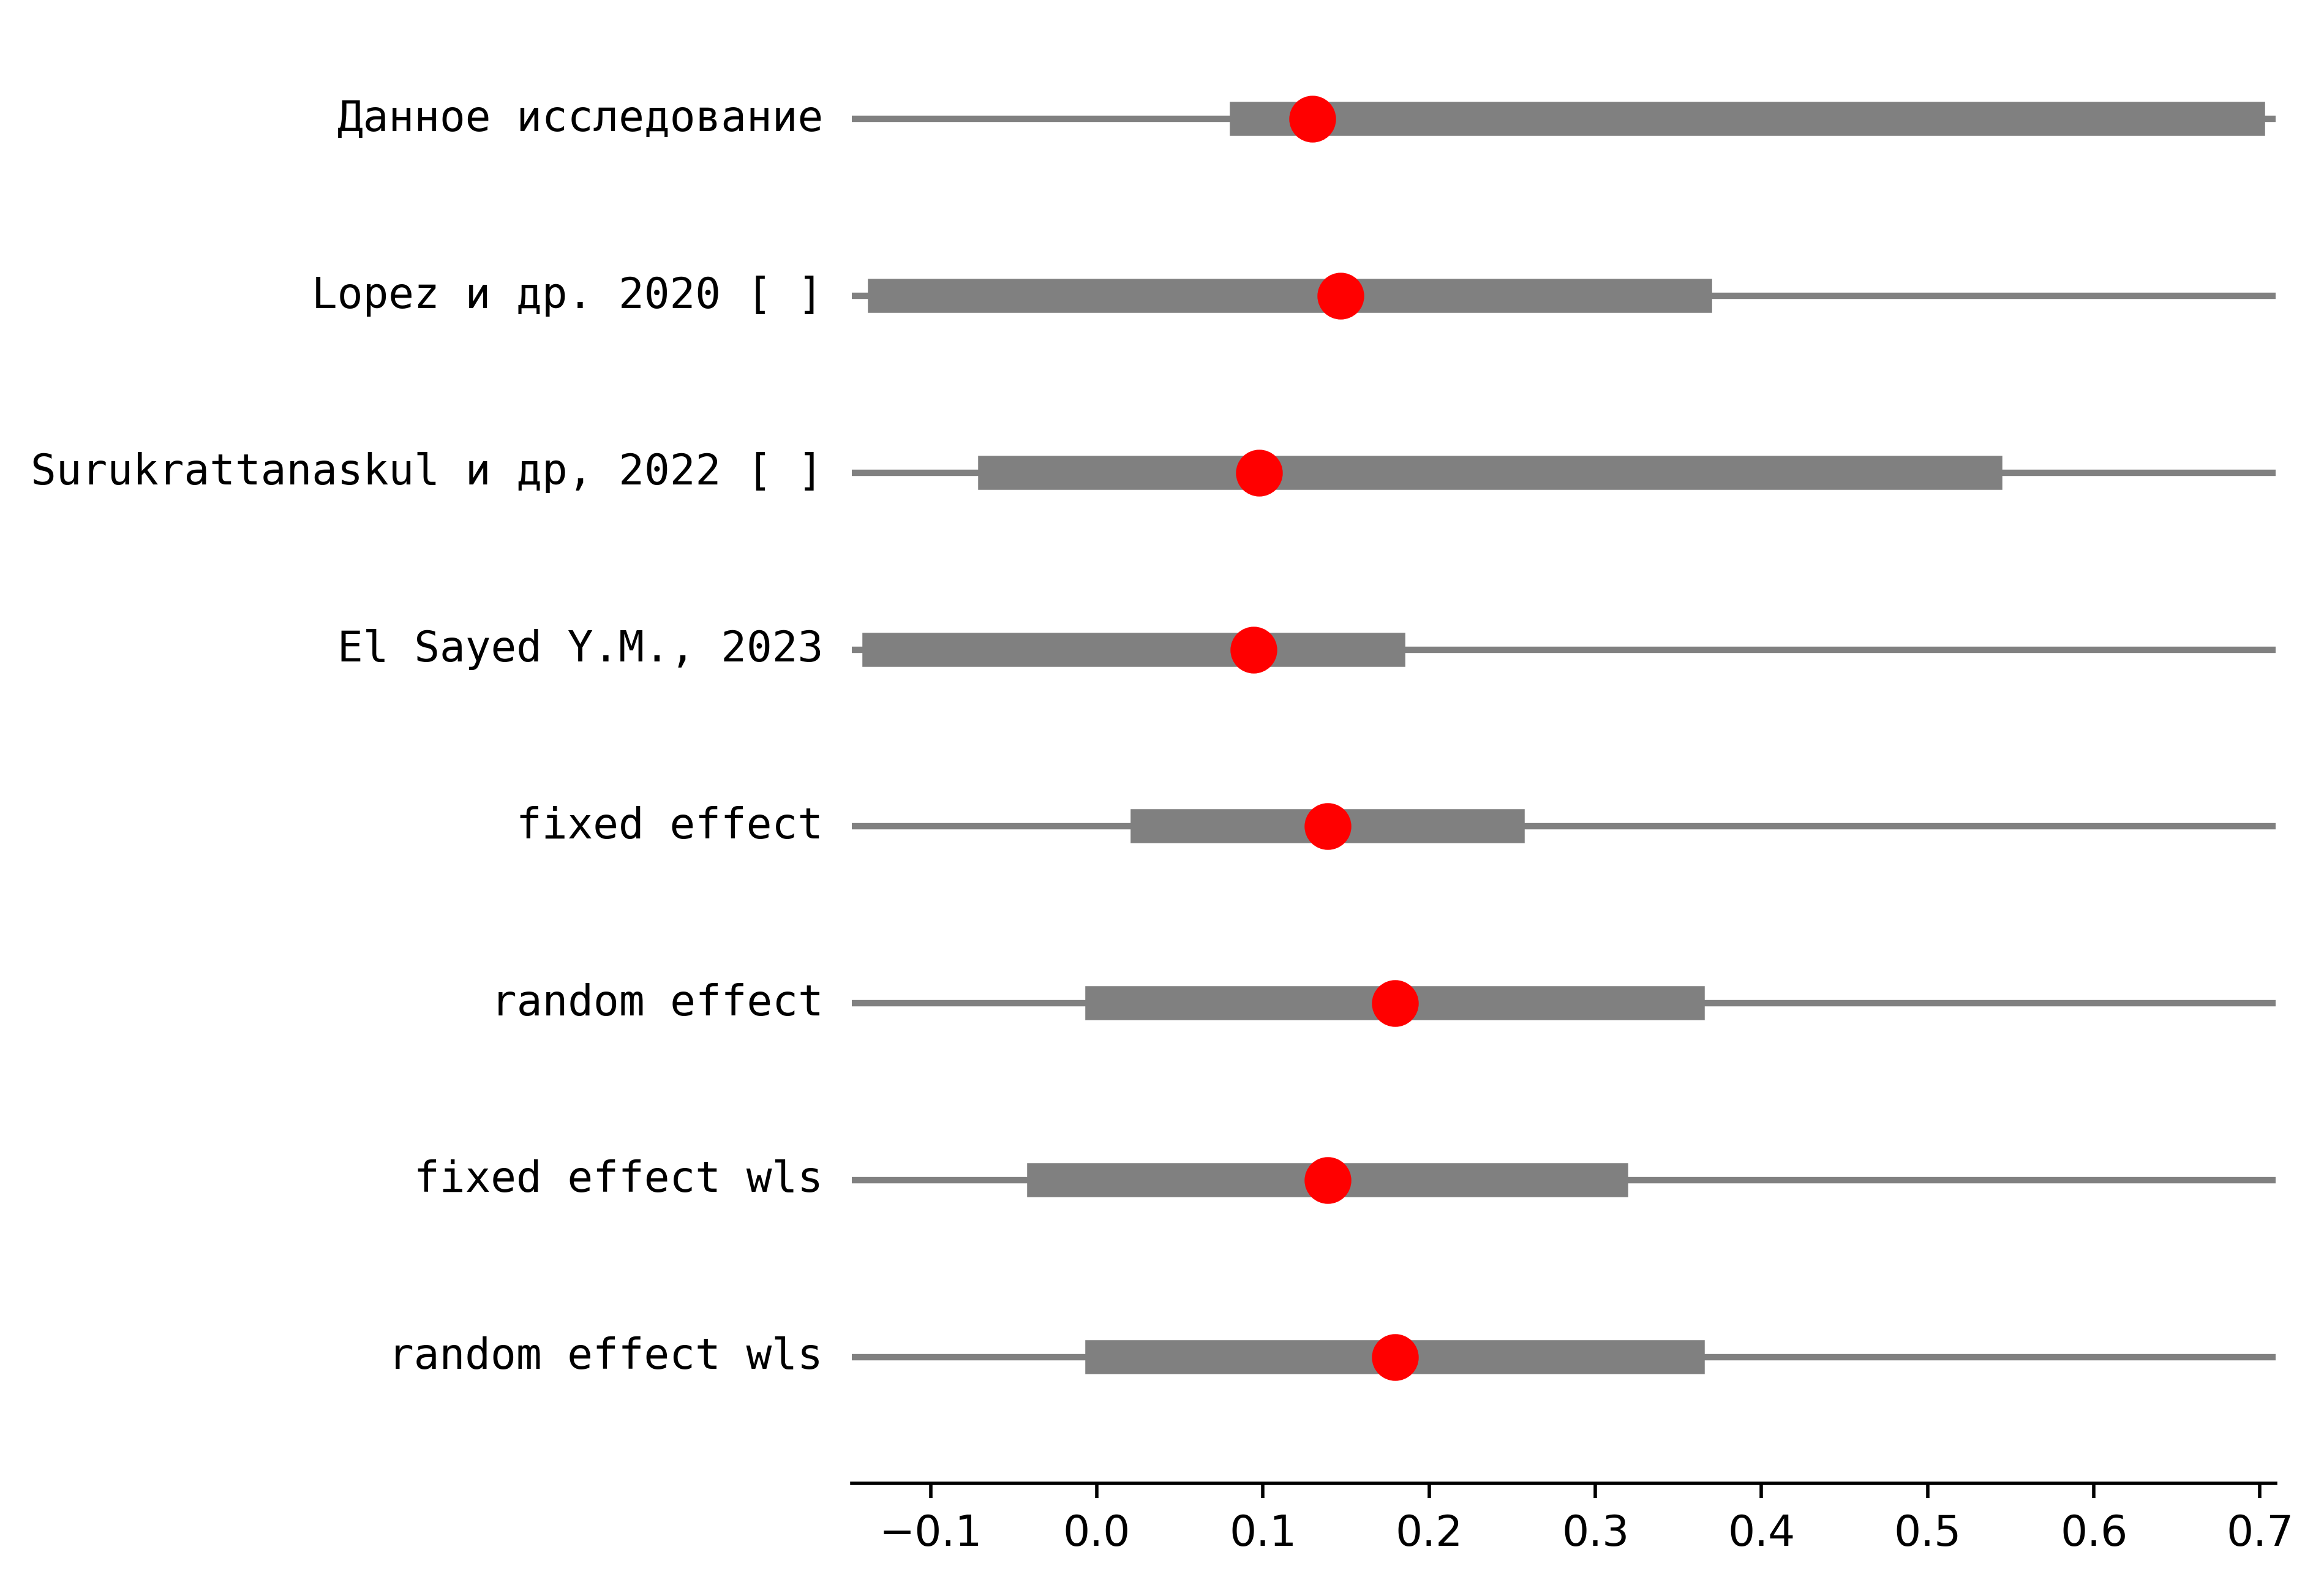 Данное исследование
Lopez и др. 2020 [ ]
Surukrattanaskul и др, 2022 [ ]
El Sayed Y.M., 2023
fixed effect
random effect
fixed effect wls
random effect wls
−0.1 0.0 0.1 0.2 0.3 0.4 0.5 0.6 0.7